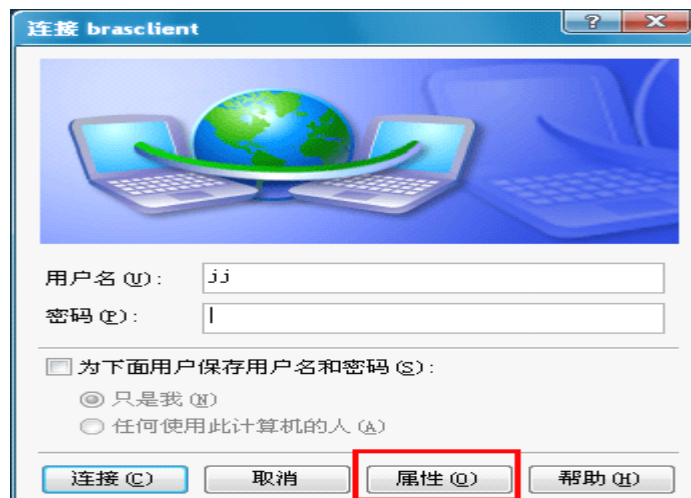 连接 brasclient
用户名(U): jj
密码(P):
为下面用户保存用户名和密码(S):
只是我(N)
任何使用此计算机的人(A)
连接(C) 取消 属性(O) 帮助(H)